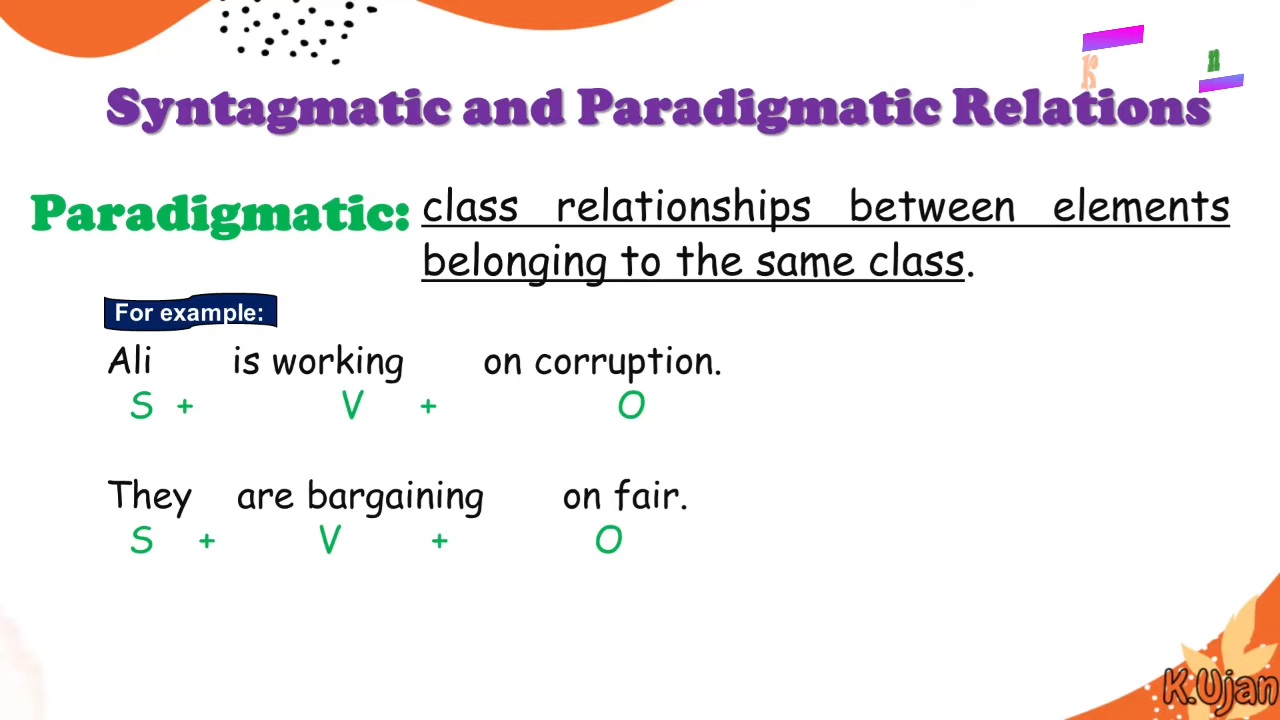 K n
Syntagmatic and Paradigmatic Relations
Paradigmatic: class relationships between elements
belonging to the same class.
For example:
Ali is working on corruption.
S + V + O
They are bargaining on fair.
S + V + O
K.Ujan